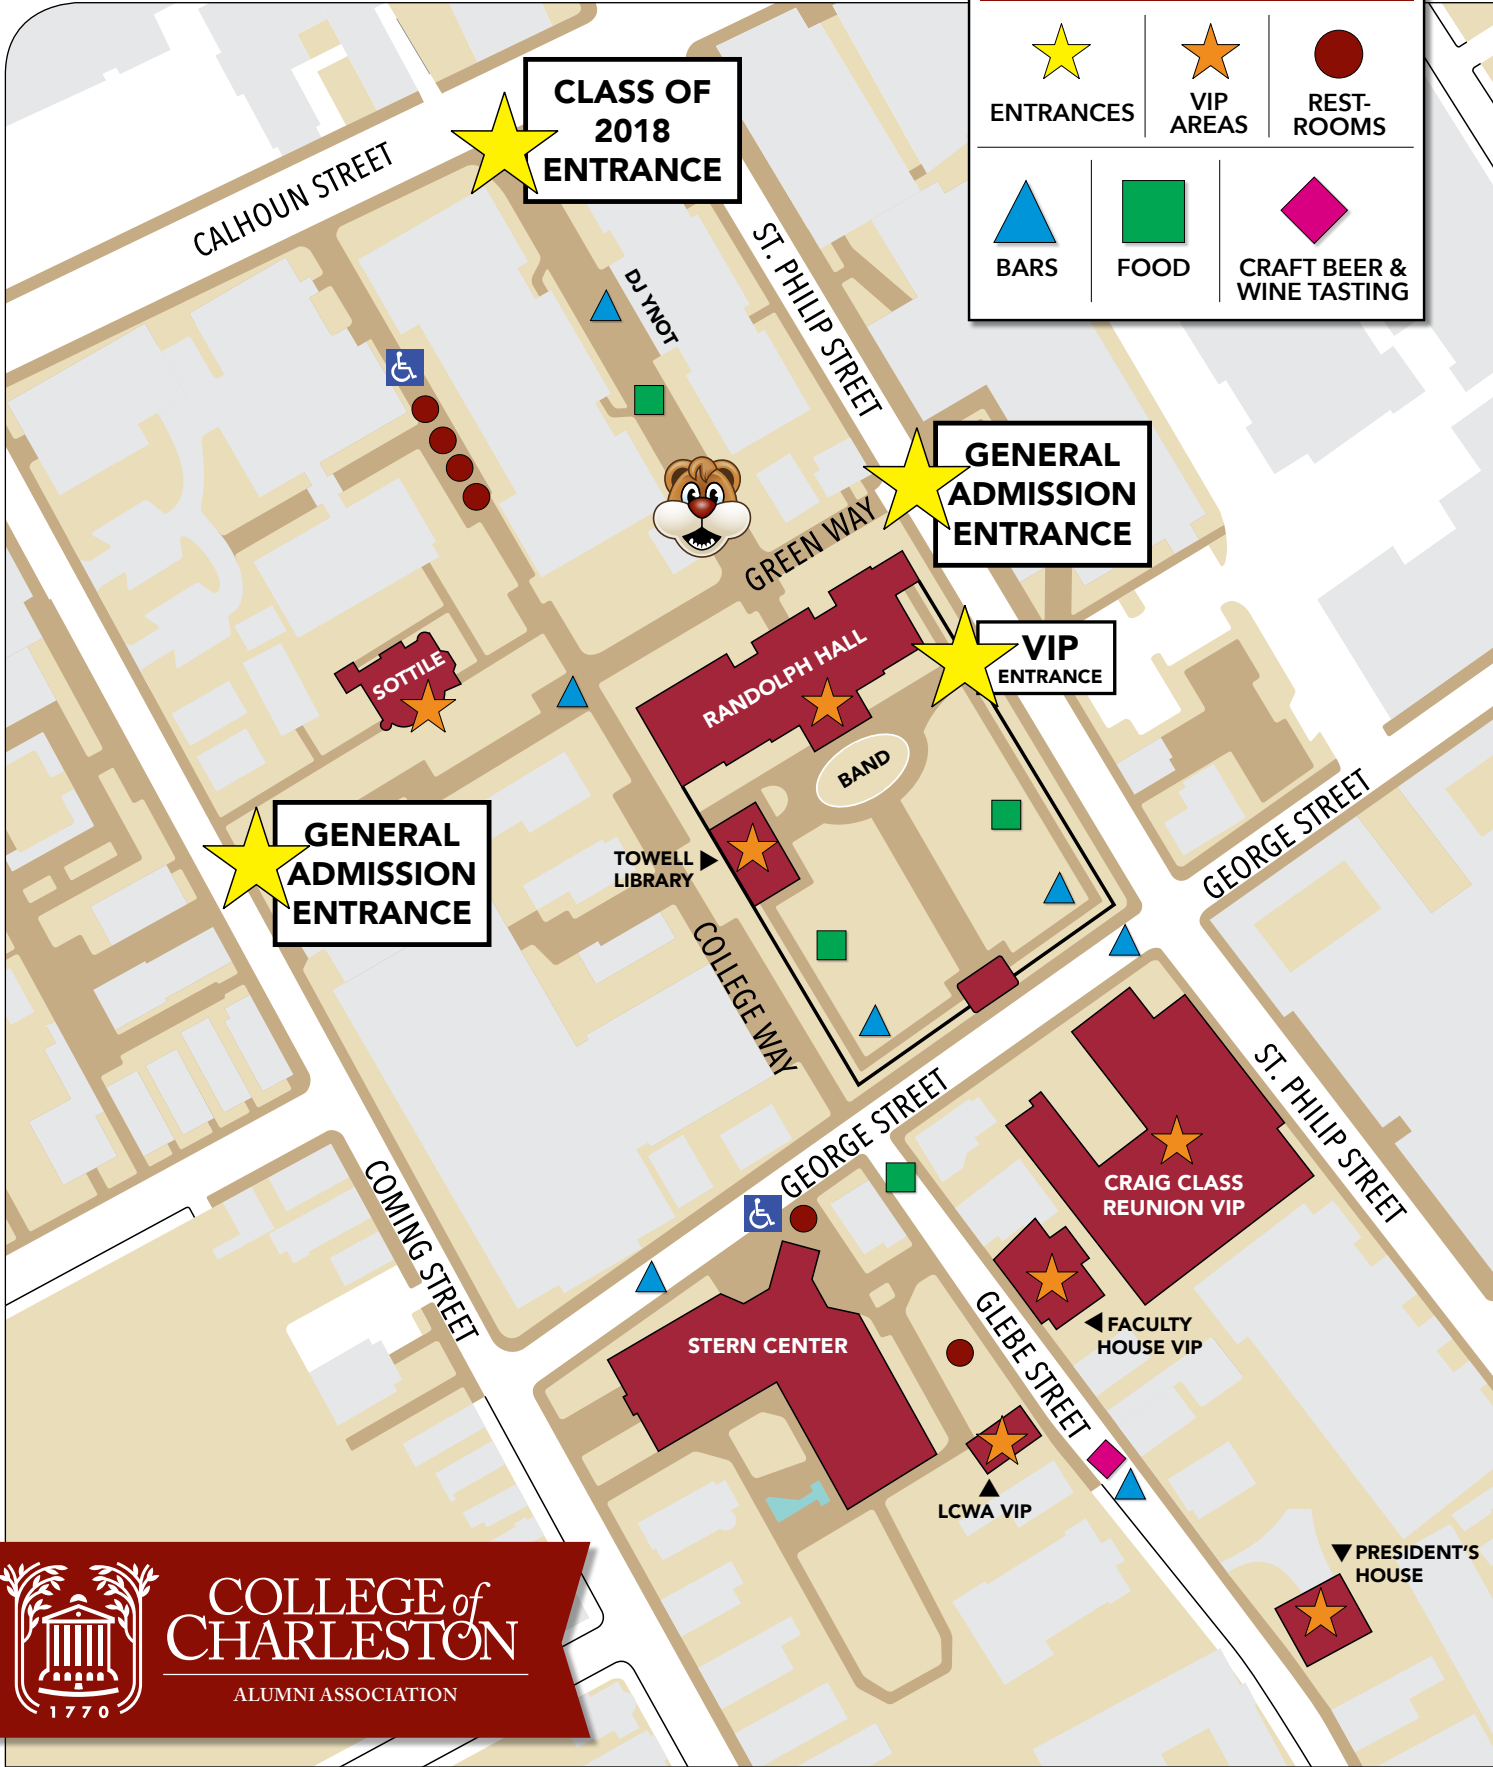 ENTRANCES
VIP
AREAS
REST-
ROOMS
BARS
FOOD
CRAFT BEER &
WINE TASTING
CLASS OF
2018
ENTRANCE
CALHOUN STREET
ST. PHILIP STREET
DJ YNOT
GENERAL
ADMISSION
ENTRANCE
GREEN WAY
VIP
ENTRANCE
RANDOLPH HALL
SOTTILE
BAND
GENERAL
ADMISSION
ENTRANCE
TOWELL
LIBRARY
COLLEGE WAY
GEORGE STREET
GEORGE STREET
ST. PHILIP STREET
COMING STREET
CRAIG CLASS
REUNION VIP
FACULTY
HOUSE VIP
GLEBE STREET
STERN CENTER
LCWA VIP
PRESIDENT'S
HOUSE
COLLEGE of
CHARLESTON
ALUMNI ASSOCIATION
1770